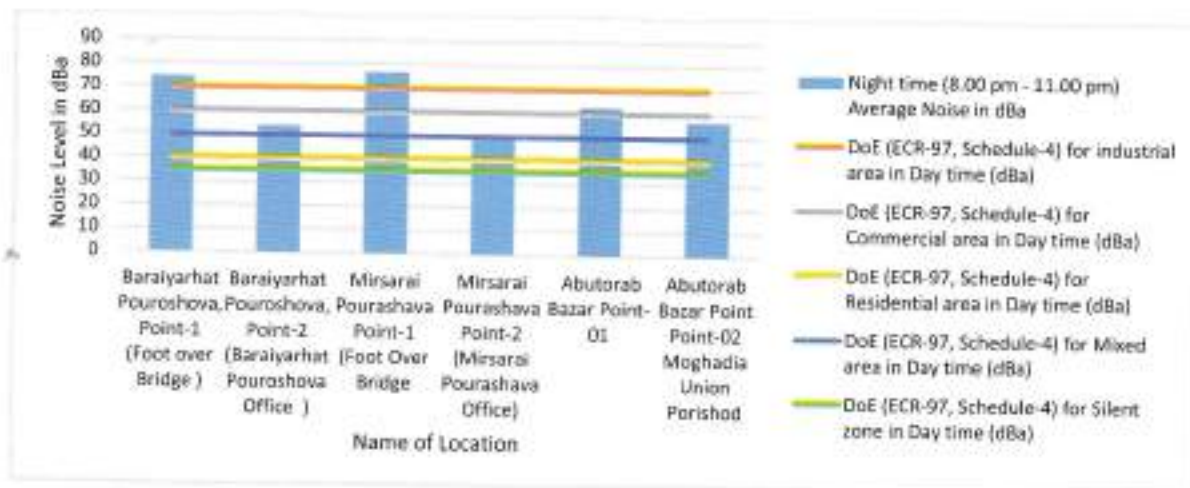 90
80
70
60
50
40
30
20
10
0
Noise Level in dBa
Baraiyarhat
Pouroshova,
Point-1
(Foot over
Bridge )
Baraiyarhat
Pouroshova,
Point-2
(Baraiyarhat
Pouroshova
Office )
Mirsarai
Pourashava
Point-1
(Foot Over
Bridge
Mirsarai
Pourashava
Point-2
(Mirsarai
Pourashava
Office)
Abutorab
Bazar Point-
01
Abutorab
Bazar Point
Point-02
Moghadia
Union
Porishod
Name of Location
Night time (8.00 pm - 11.00 pm)
Average Noise in dBa
DoE (ECR-97, Schedule-4) for industrial
area in Day time (dBa)
DoE (ECR-97, Schedule-4) for
Commercial area in Day time (dBa)
DoE (ECR-97, Schedule-4) for
Residential area in Day time (dBa)
DoE (ECR-97, Schedule-4) for Mixed
area in Day time (dBa)
DoE (ECR-97, Schedule-4) for Silent
zone in Day time (dBa)